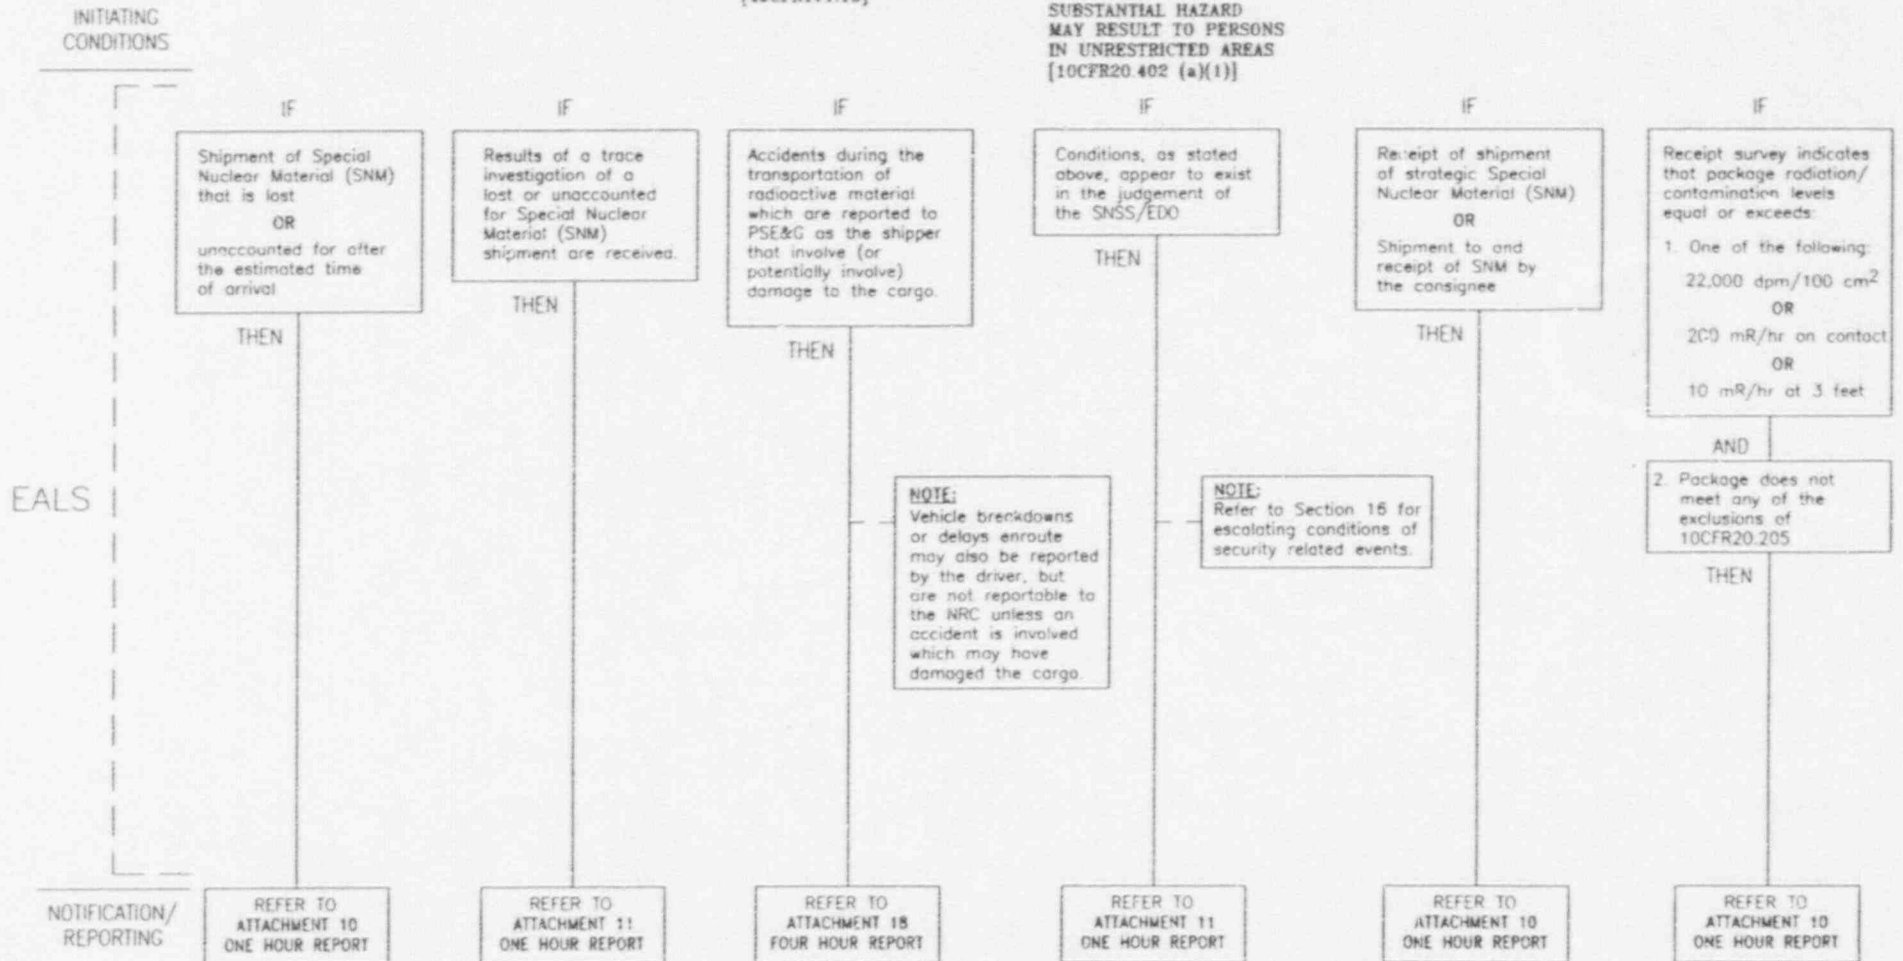 INITIATING
CONDITIONS
SUBSTANTIAL HAZARD
MAY RESULT TO PERSONS
IN UNRESTRICTED AREAS
[10CFR20.402 (a)(1)]
EALS
IF
Shipment of Special
Nuclear Material (SNM)
that is lost
OR
unaccounted for after
the estimated time
of arrival
THEN
IF
Results of a trace
investigation of a
lost or unaccounted
for Special Nuclear
Material (SNM)
shipment are received.
THEN
IF
Accidents during the
transportation of
radioactive material
which are reported to
PSE&G as the shipper
that involve (or
potentially involve)
damage to the cargo.
THEN
NOTE:
Vehicle breakdowns
or delays enroute
may also be reported
by the driver, but
are not reportable to
the NRC unless an
accident is involved
which may have
damaged the cargo.
IF
Conditions, as stated
above, appear to exist
in the judgement of
the SNSS/EDO
THEN
NOTE:
Refer to Section 16 for
escalating conditions of
security related events.
IF
Receipt of shipment
of strategic Special
Nuclear Material (SNM)
OR
Shipment to and
receipt of SNM by
the consignee
THEN
IF
Receipt survey indicates
that package radiation/
contamination levels
equal or exceeds:
1. One of the following:
22,000 dpm/100 cm²
OR
200 mR/hr on contact
OR
10 mR/hr at 3 feet
AND
2. Package does not
meet any of the
exclusions of
10CFR20.205
THEN
NOTIFICATION/
REPORTING
REFER TO
ATTACHMENT 10
ONE HOUR REPORT
REFER TO
ATTACHMENT 11
ONE HOUR REPORT
REFER TO
ATTACHMENT 18
FOUR HOUR REPORT
REFER TO
ATTACHMENT 11
ONE HOUR REPORT
REFER TO
ATTACHMENT 10
ONE HOUR REPORT
REFER TO
ATTACHMENT 10
ONE HOUR REPORT